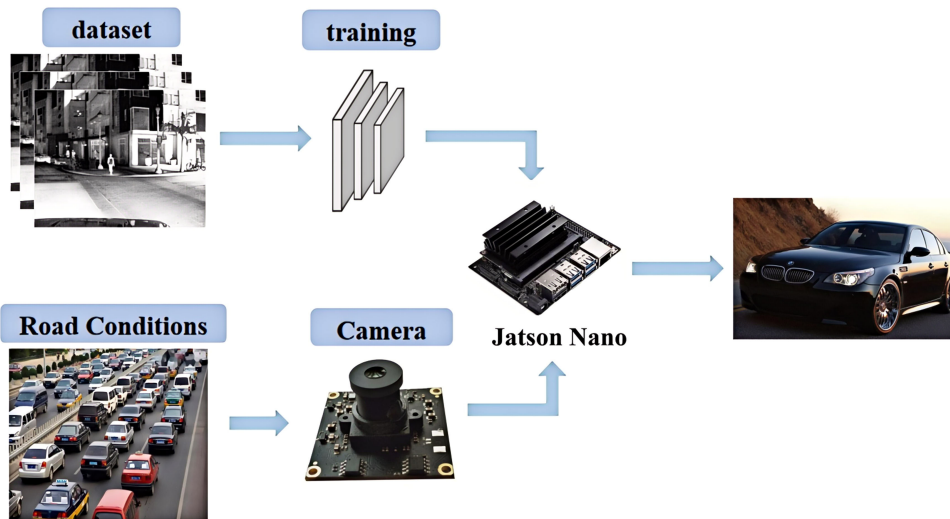 dataset
training
Road Conditions
Camera
Jatson Nano